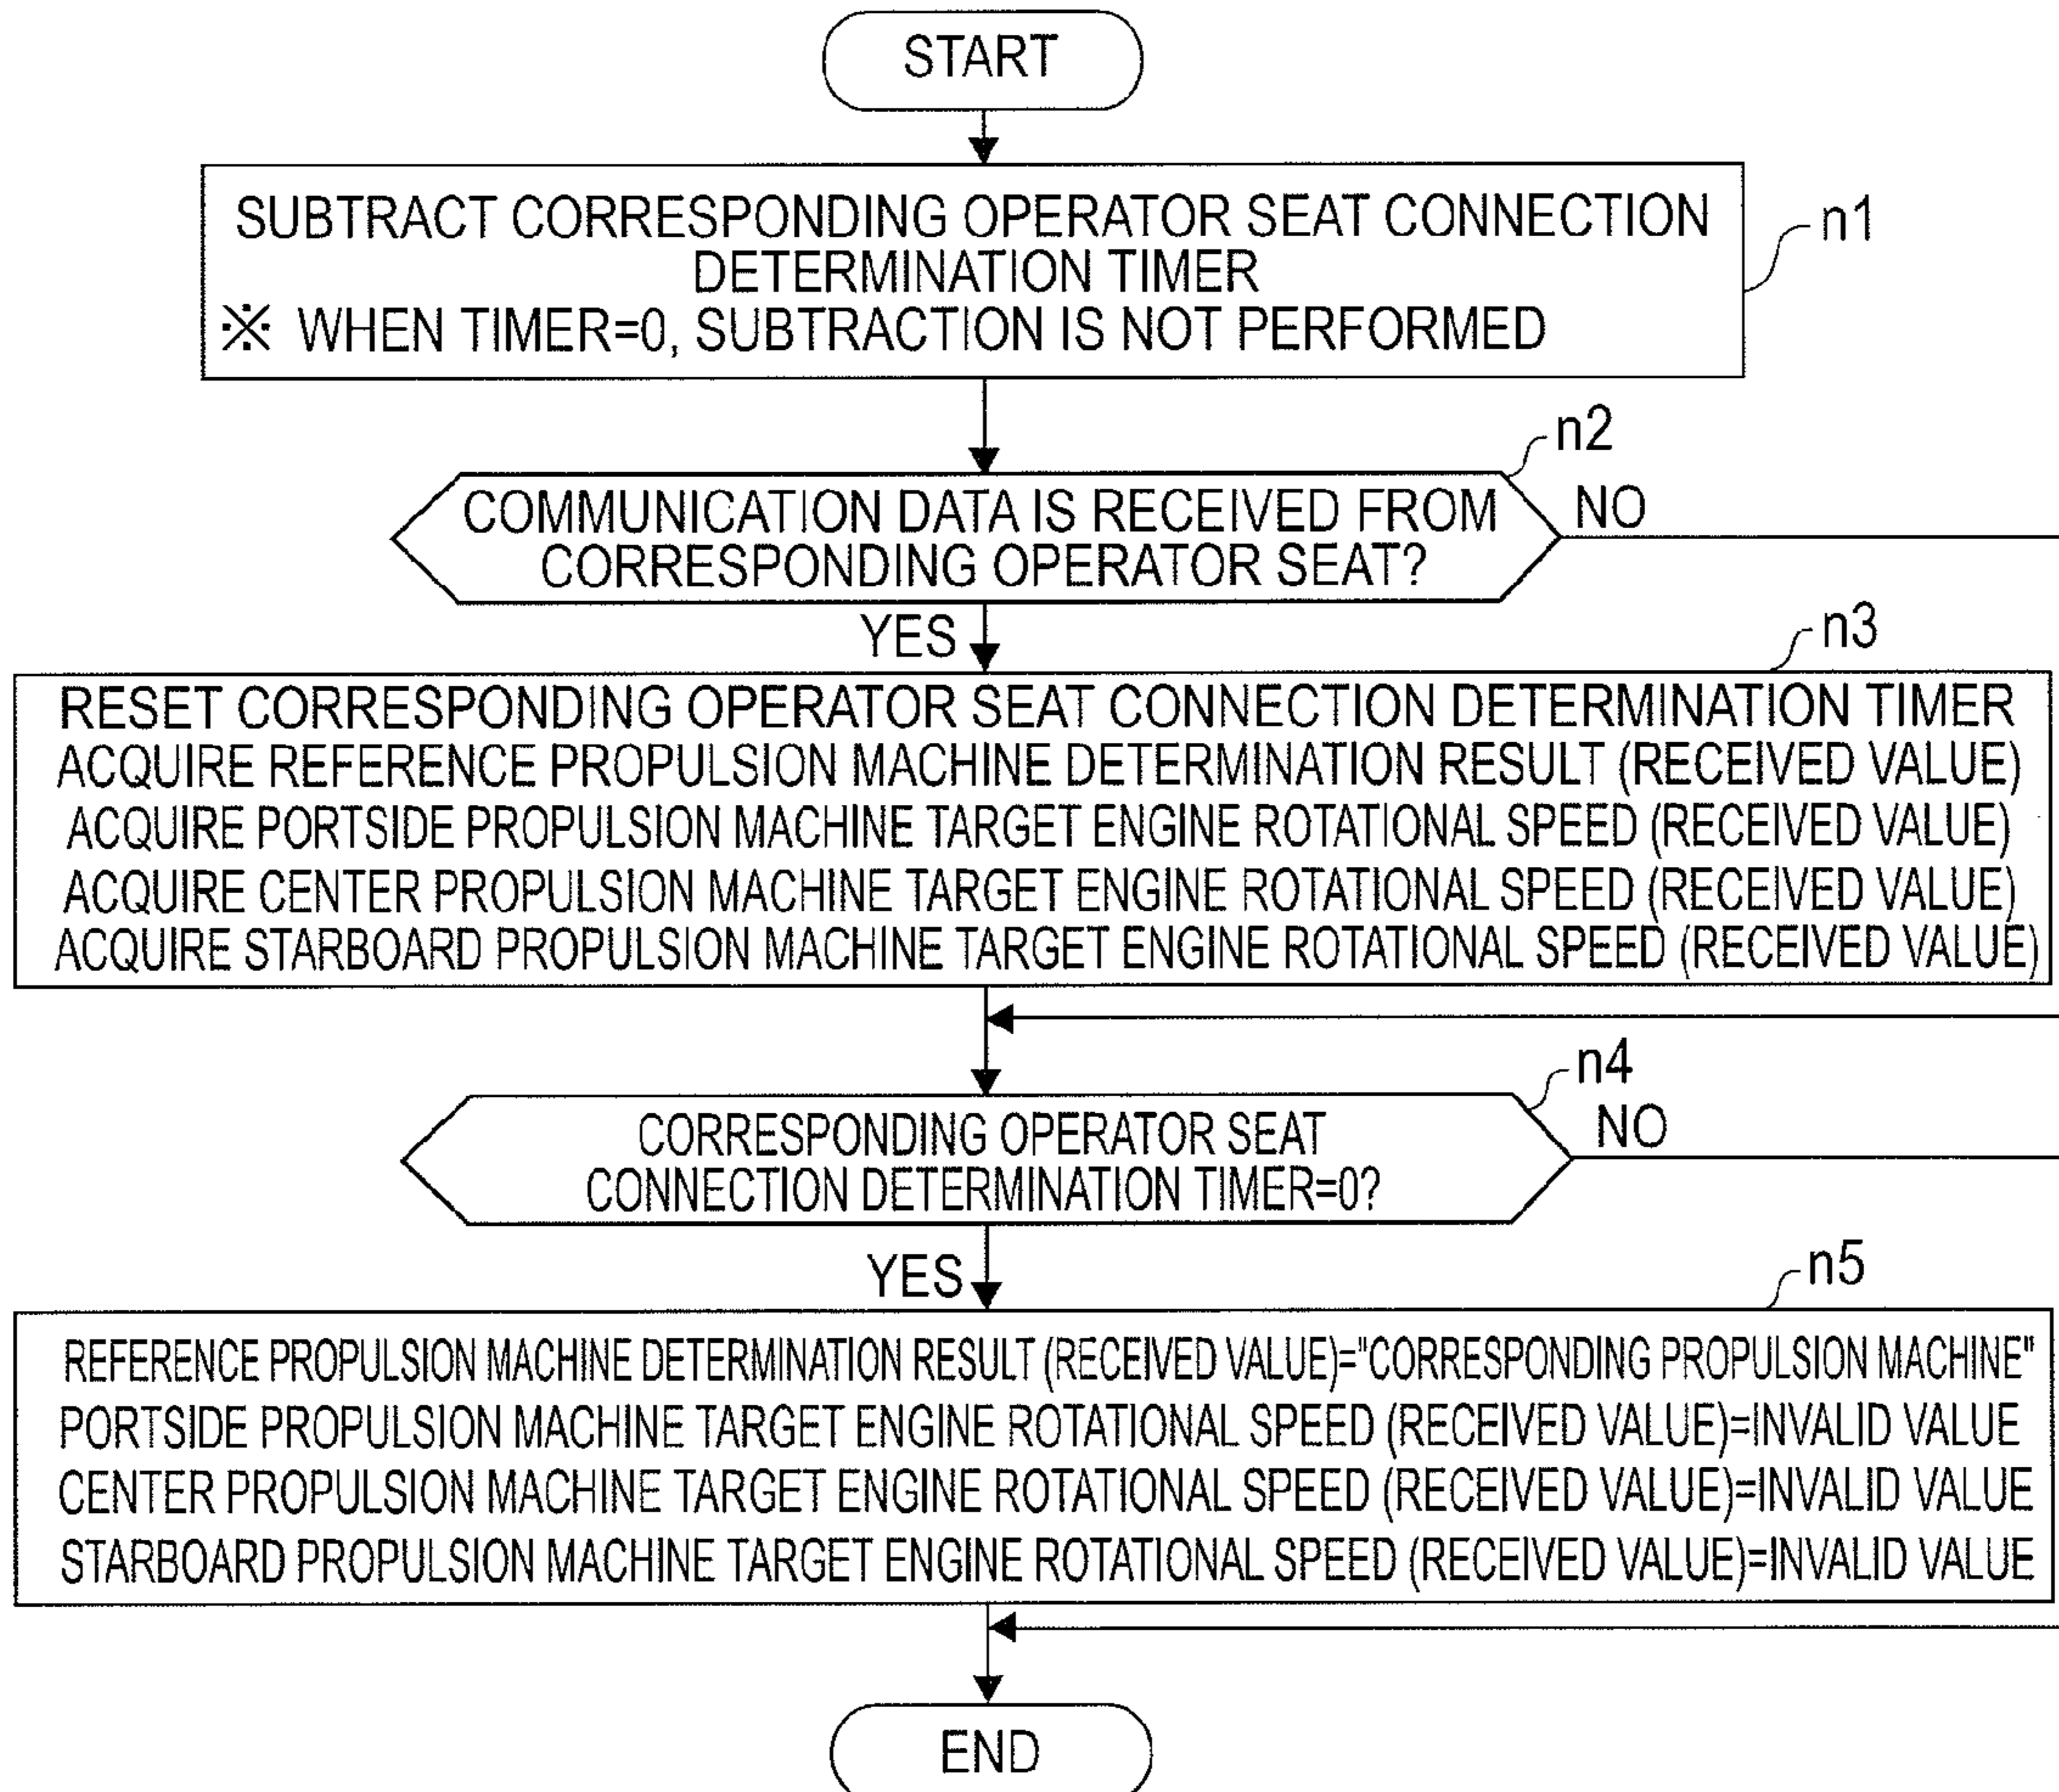 START
SUBTRACT CORRESPONDING OPERATOR SEAT CONNECTION
DETERMINATION TIMER
※ WHEN TIMER=0, SUBTRACTION IS NOT PERFORMED
n1
n2
COMMUNICATION DATA IS RECEIVED FROM
CORRESPONDING OPERATOR SEAT?
NO
YES
n3
RESET CORRESPONDING OPERATOR SEAT CONNECTION DETERMINATION TIMER
ACQUIRE REFERENCE PROPULSION MACHINE DETERMINATION RESULT (RECEIVED VALUE)
ACQUIRE PORTSIDE PROPULSION MACHINE TARGET ENGINE ROTATIONAL SPEED (RECEIVED VALUE)
ACQUIRE CENTER PROPULSION MACHINE TARGET ENGINE ROTATIONAL SPEED (RECEIVED VALUE)
ACQUIRE STARBOARD PROPULSION MACHINE TARGET ENGINE ROTATIONAL SPEED (RECEIVED VALUE)
n4
CORRESPONDING OPERATOR SEAT
CONNECTION DETERMINATION TIMER=0?
NO
YES
n5
REFERENCE PROPULSION MACHINE DETERMINATION RESULT (RECEIVED VALUE)="CORRESPONDING PROPULSION MACHINE"
PORTSIDE PROPULSION MACHINE TARGET ENGINE ROTATIONAL SPEED (RECEIVED VALUE)=INVALID VALUE
CENTER PROPULSION MACHINE TARGET ENGINE ROTATIONAL SPEED (RECEIVED VALUE)=INVALID VALUE
STARBOARD PROPULSION MACHINE TARGET ENGINE ROTATIONAL SPEED (RECEIVED VALUE)=INVALID VALUE
END